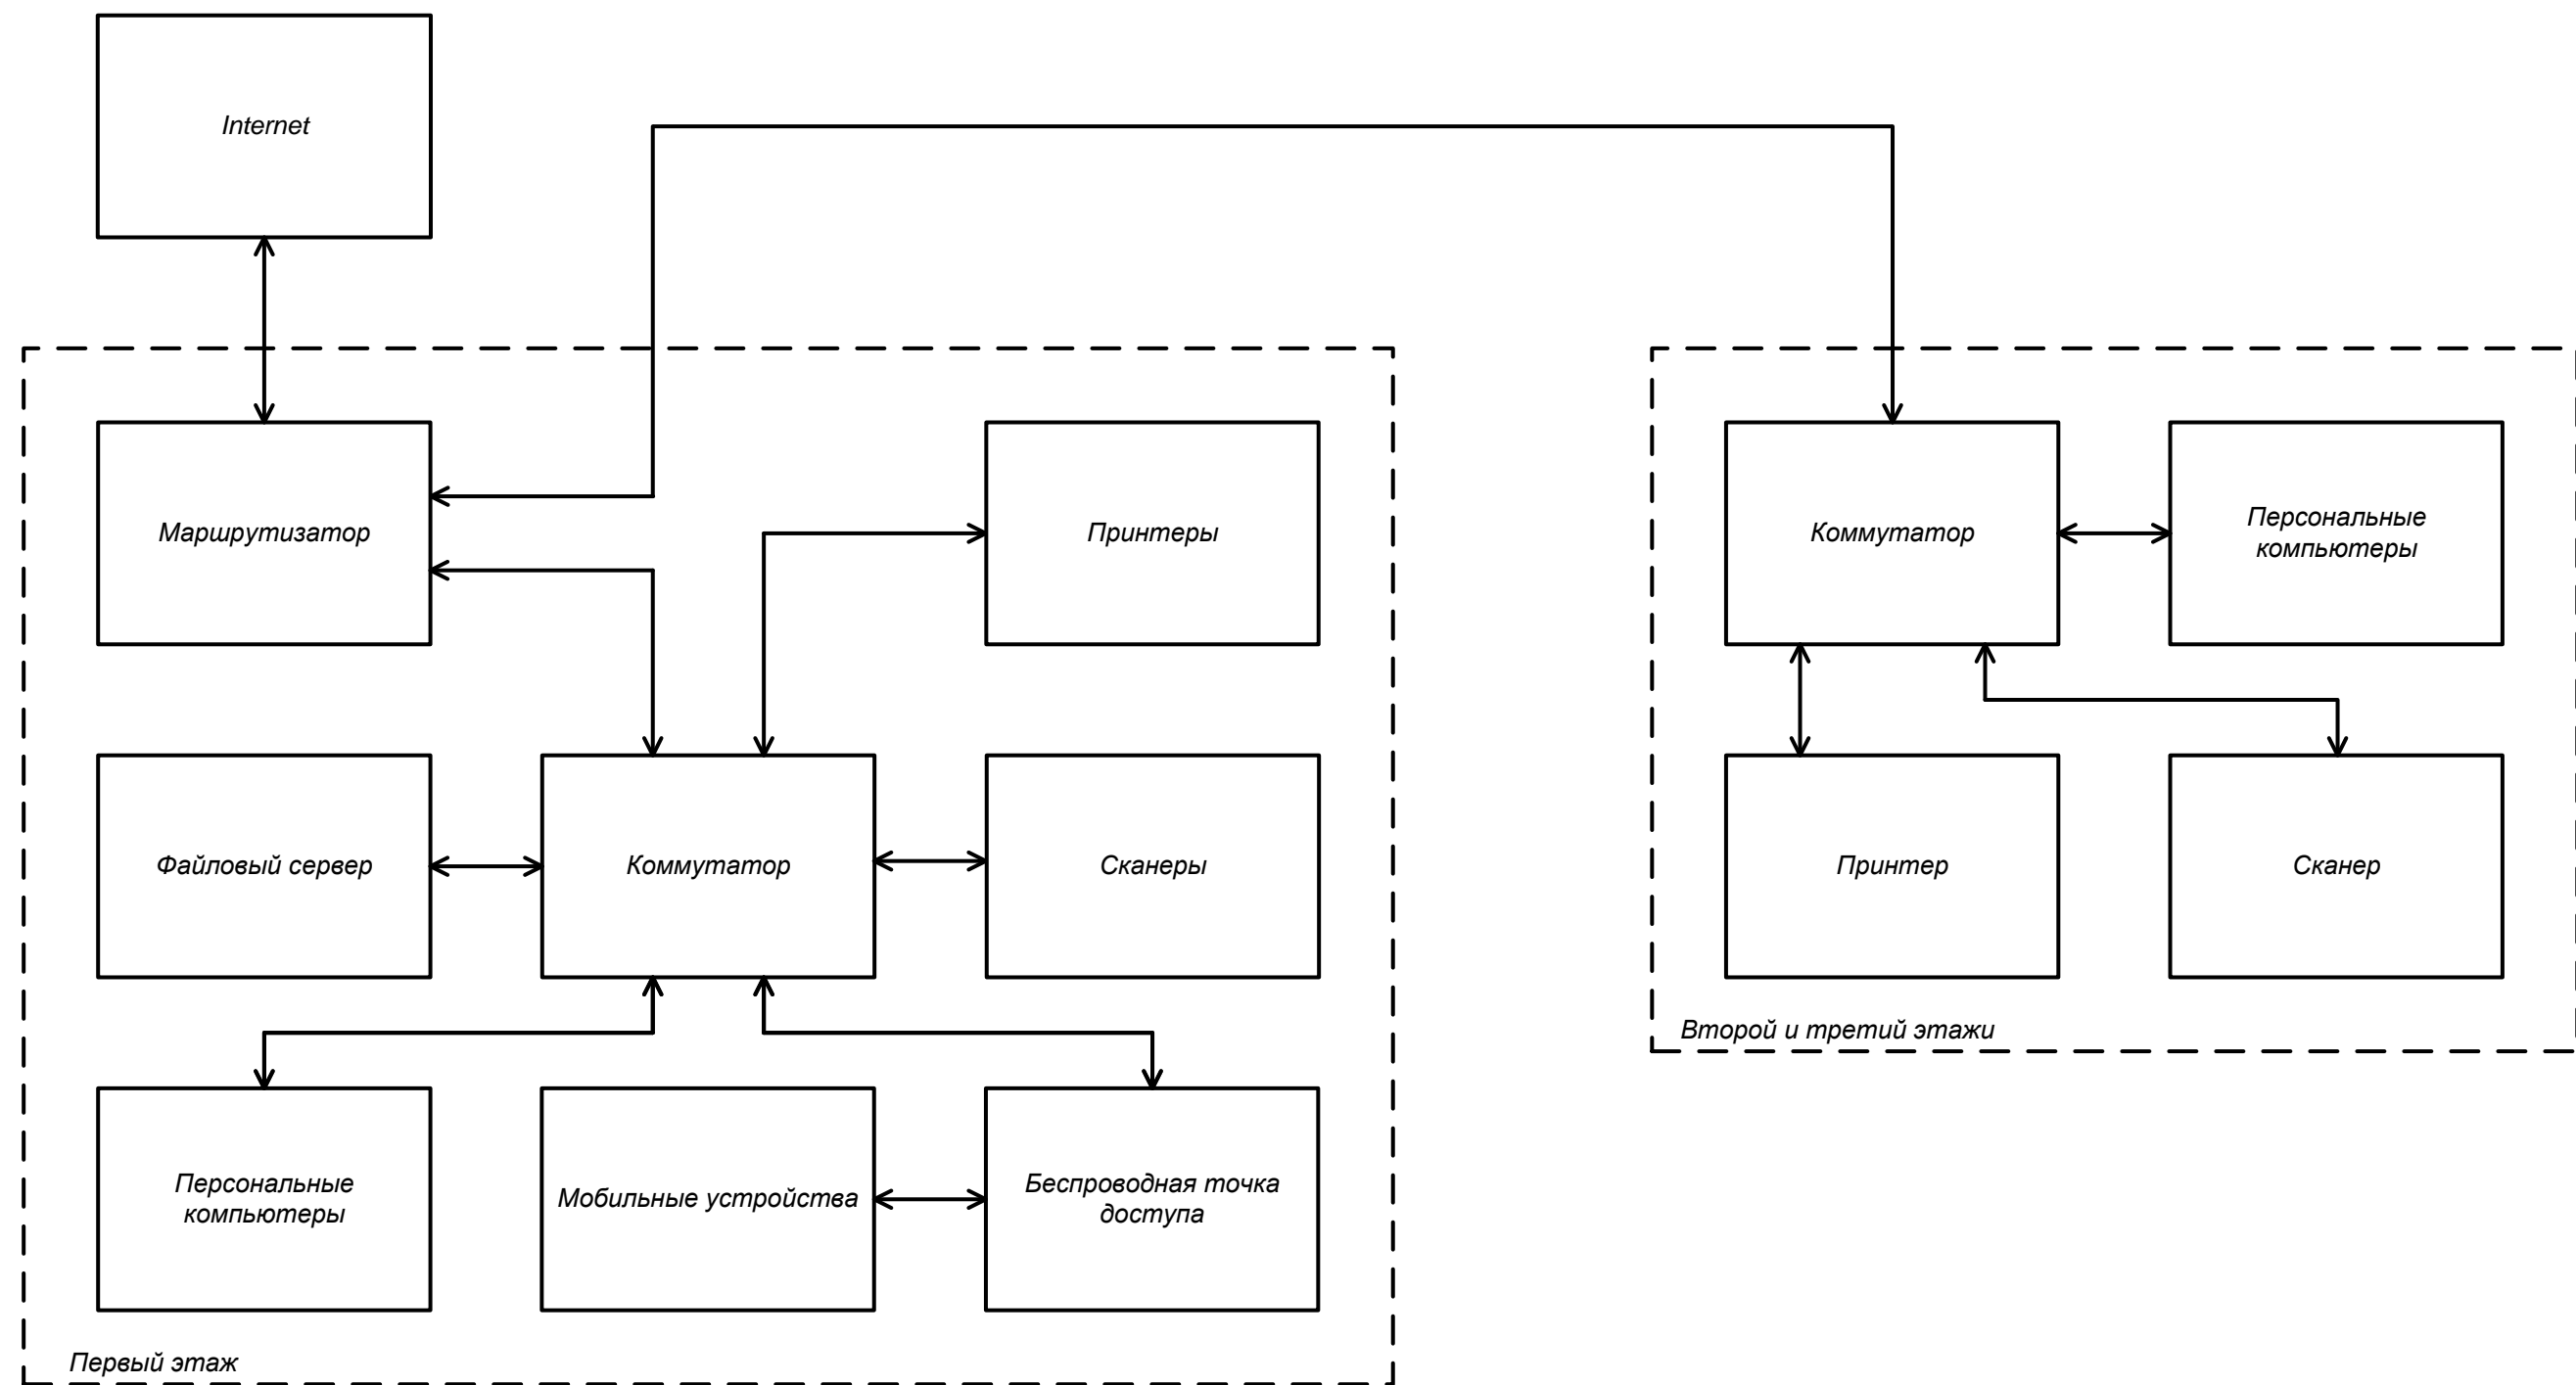 Internet
Маршрутизатор
Принтеры
Коммутатор
Персональные
компьютеры
Файловый сервер
Коммутатор
Сканеры
Принтер
Сканер
Второй и третий этажи
Персональные
компьютеры
Мобильные устройства
Беспроводная точка
доступа
Первый этаж